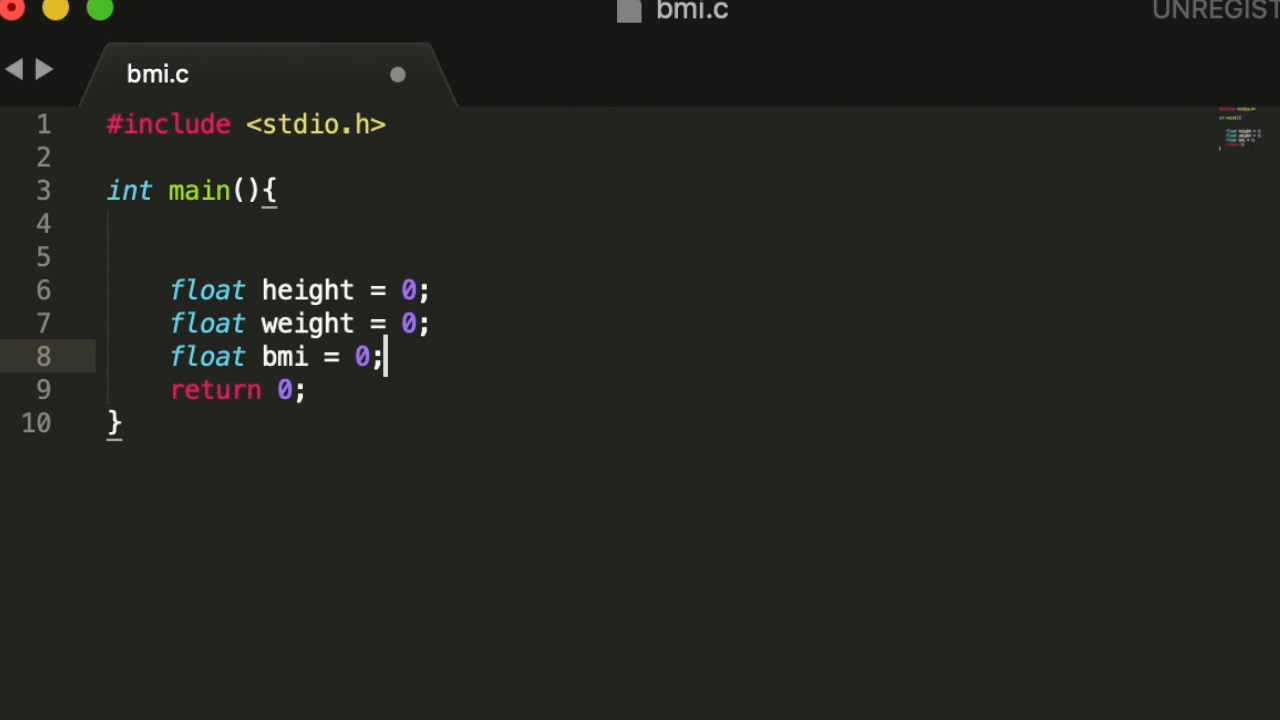 bmi.c
UNREGIST
bmi.c
1 #include <stdio.h>
2
3 int main(){
4
5
6     float height = 0;
7     float weight = 0;
8     float bmi = 0;
9     return 0;
10 }